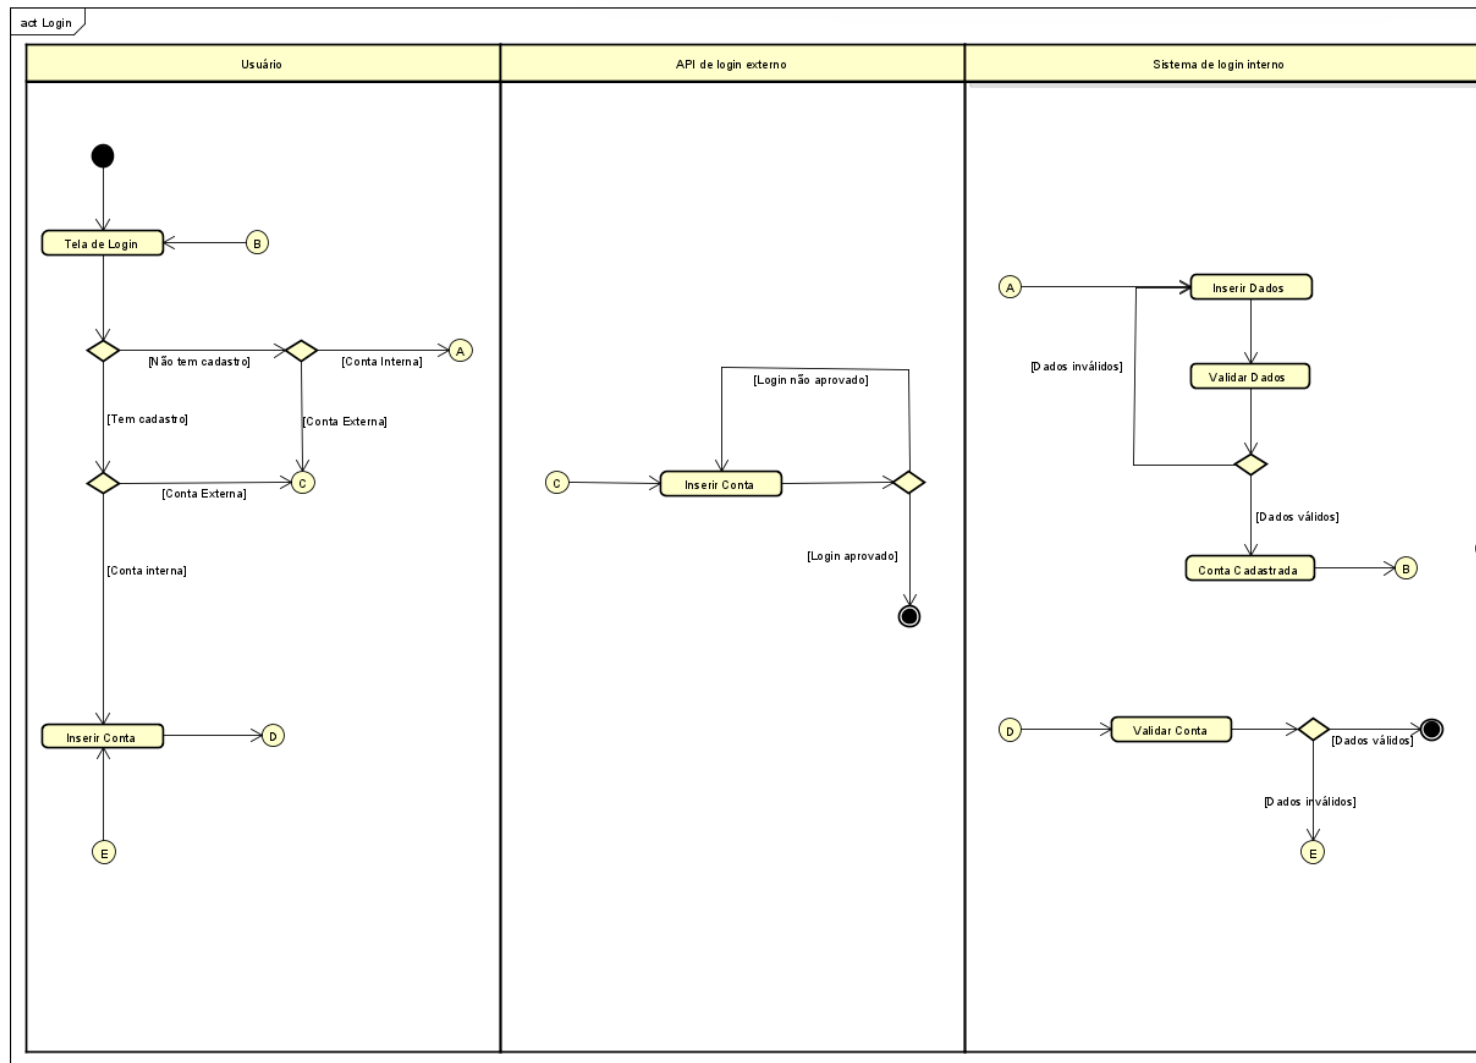 act Login
Usuário
API de login externo
Sistema de login interno
Tela de Login
B
A
Inserir Dados
[Não tem cadastro]
[Conta Interna]
A
[Dados inválidos]
Validar Dados
[Login não aprovado]
[Tem cadastro]
[Conta Externa]
[Conta Externa]
C
C
Inserir Conta
[Dados válidos]
[Login aprovado]
[Conta interna]
Conta Cadastrada
B
Inserir Conta
D
D
Validar Conta
[Dados válidos]
[Dados inválidos]
E
E